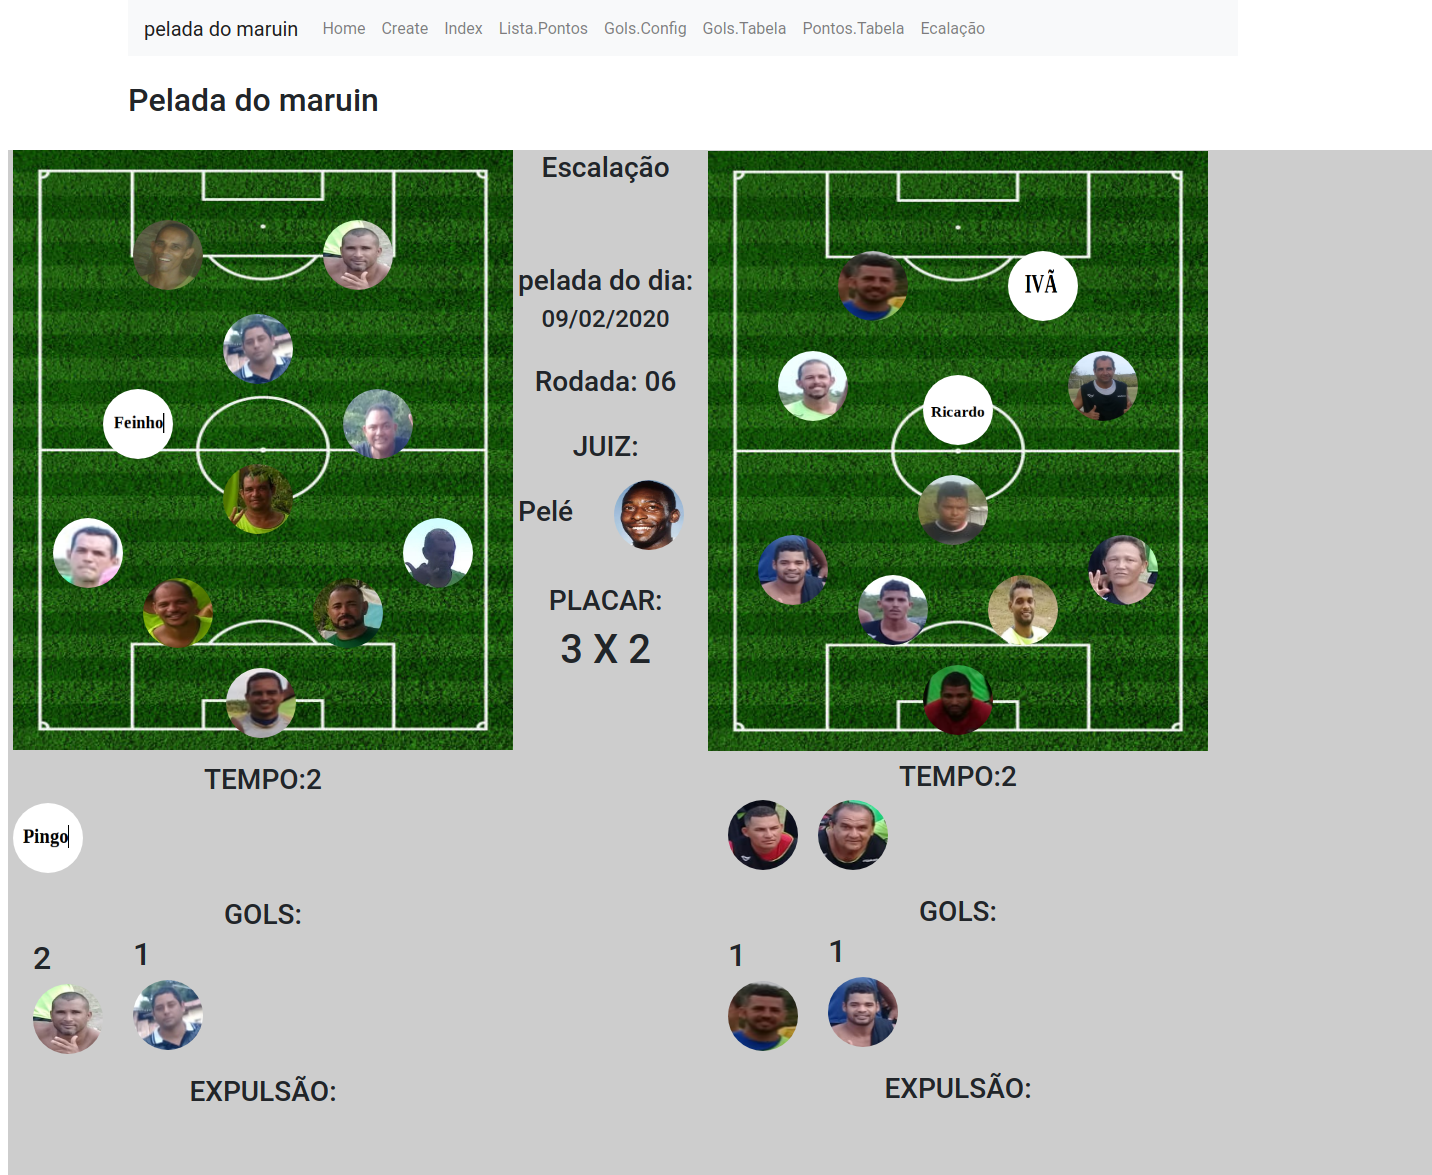 pelada do maruin Home Create Index Lista.Pontos Gols.Config Gols.Tabela Pontos.Tabela Ecalação
Pelada do maruin
Escalação
pelada do dia:
09/02/2020
Rodada: 06
JUIZ:
Pelé
PLACAR:
3 X 2
Feinho
IVÃ
Ricardo
TEMPO:2
Pingo
GOLS:
2 1
EXPULSÃO:
TEMPO:2
GOLS:
1 1
EXPULSÃO: